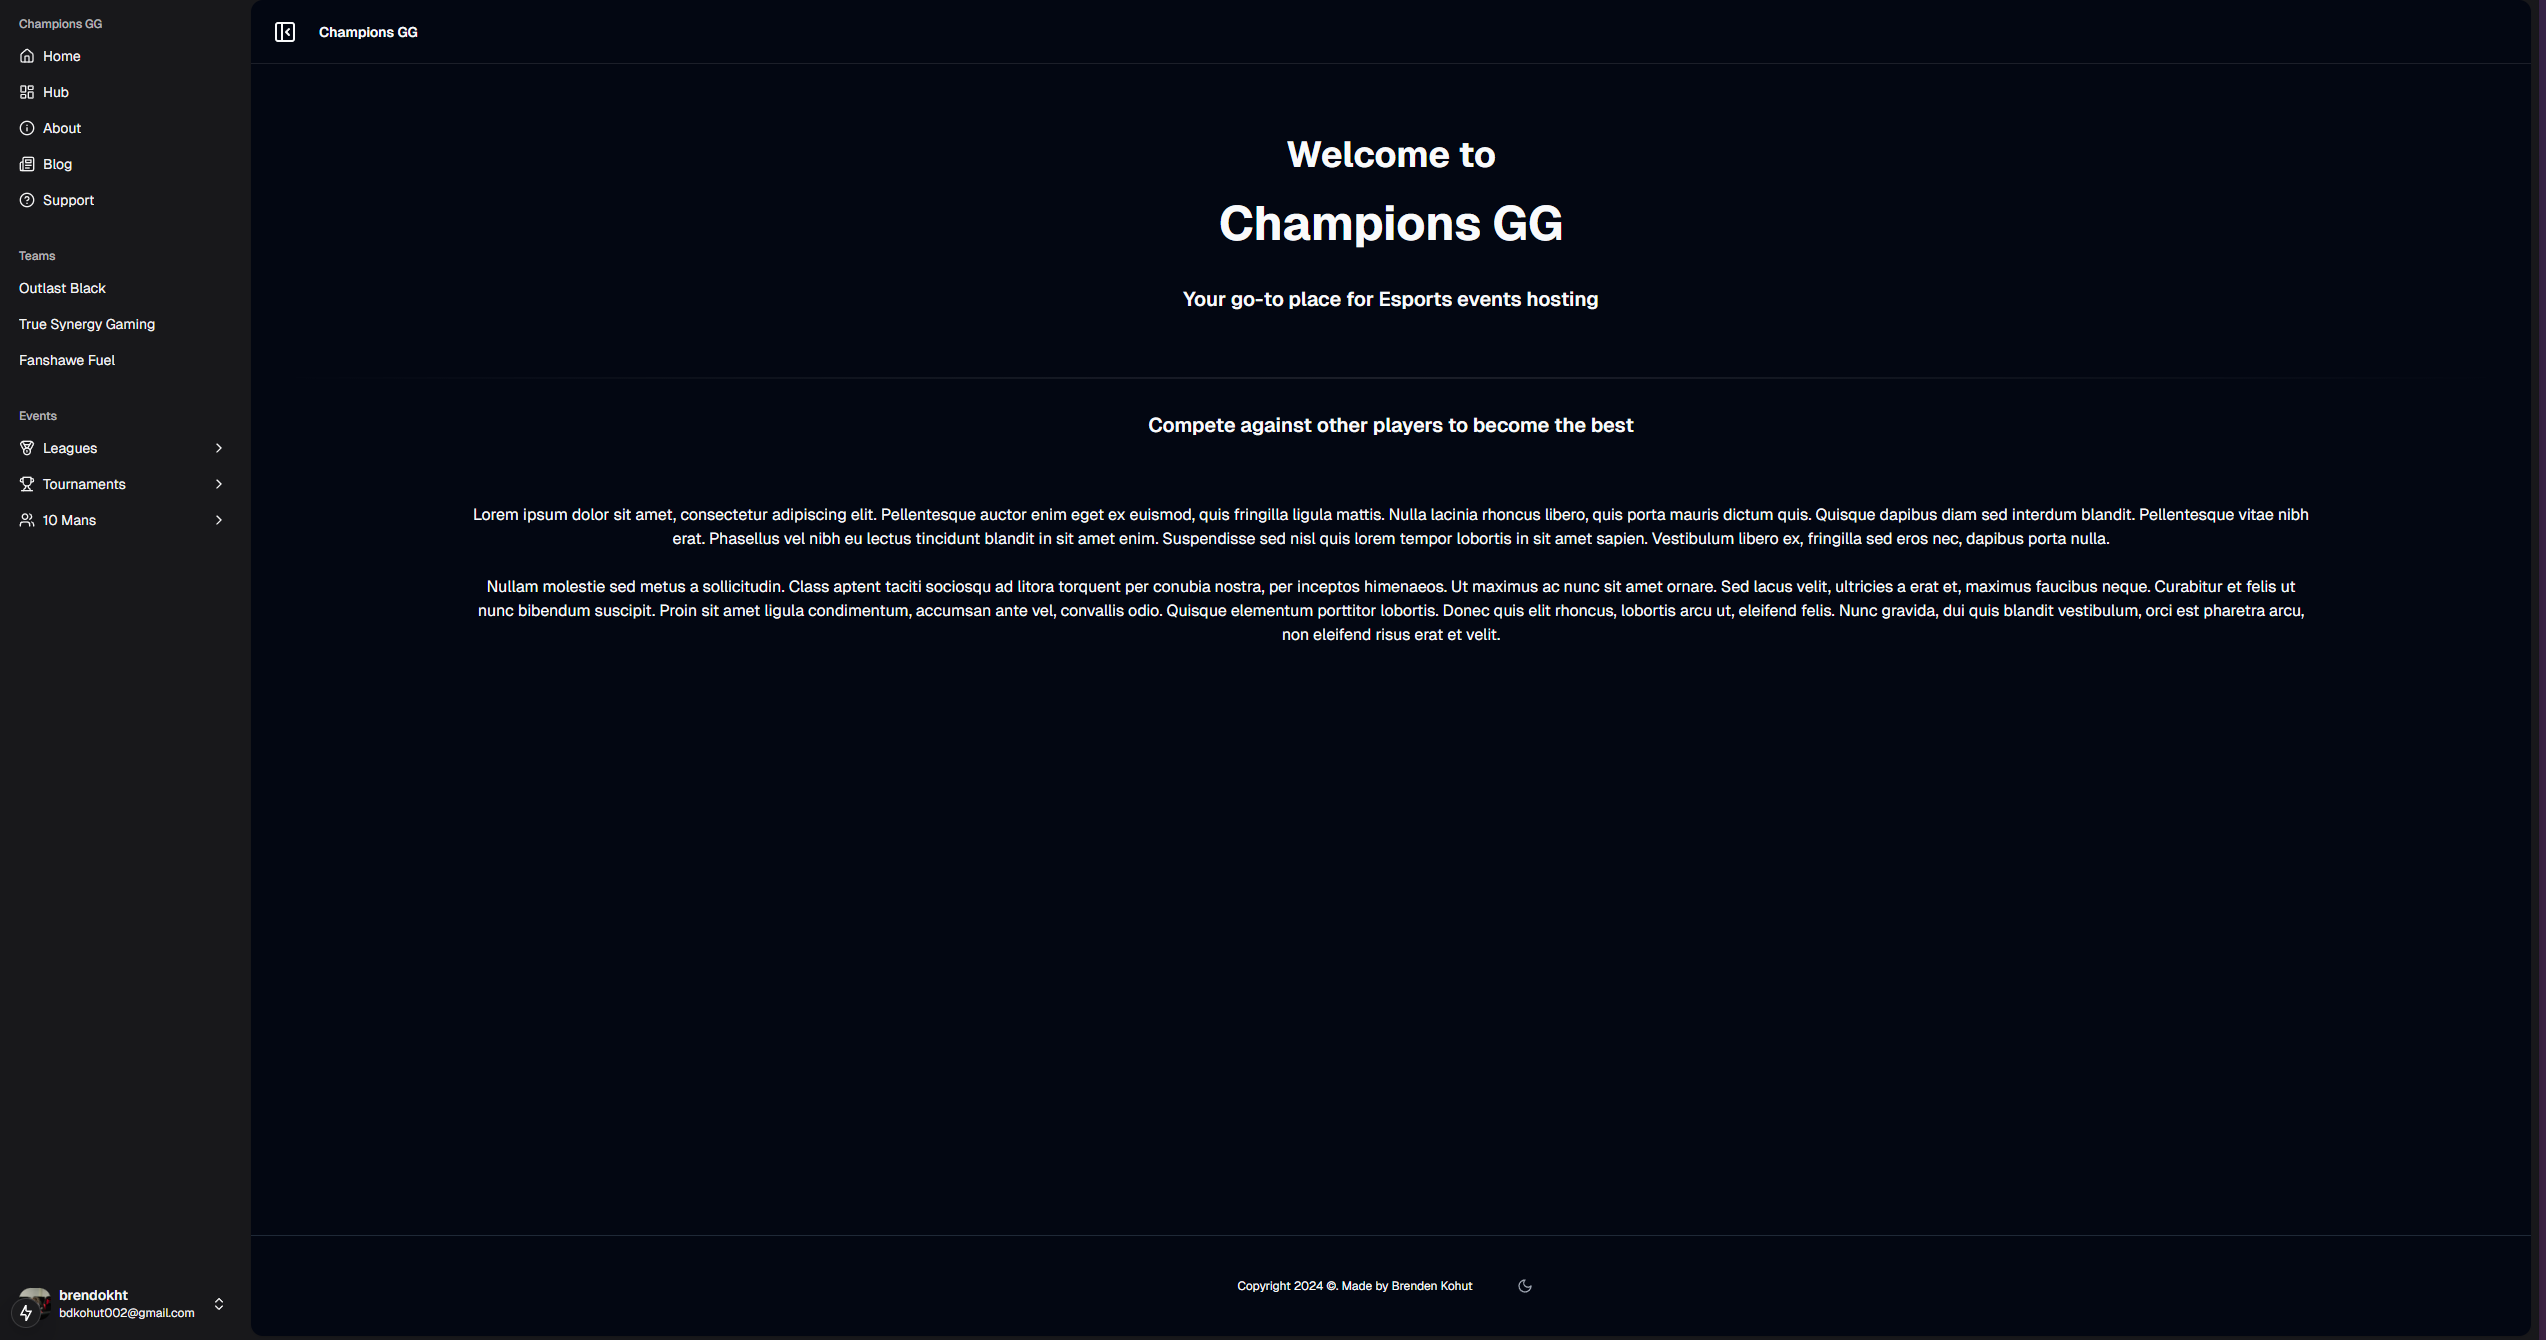 Champions GG
Home
Hub
About
Blog
Support
Teams
Outlast Black
True Synergy Gaming
Fanshawe Fuel
Events
Leagues
Tournaments
10 Mans
brendokht
bdkohut002@gmail.com
Champions GG
Welcome to
Champions GG
Your go-to place for Esports events hosting
Compete against other players to become the best
Lorem ipsum dolor sit amet, consectetur adipiscing elit. Pellentesque auctor enim eget ex euismod, quis fringilla ligula mattis. Nulla lacinia rhoncus libero, quis porta mauris dictum quis. Quisque dapibus diam sed interdum blandit. Pellentesque vitae nibh
erat. Phasellus vel nibh eu lectus tincidunt blandit in sit amet enim. Suspendisse sed nisl quis lorem tempor lobortis in sit amet sapien. Vestibulum libero ex, fringilla sed eros nec, dapibus porta nulla.
Nullam molestie sed metus a sollicitudin. Class aptent taciti sociosqu ad litora torquent per conubia nostra, per inceptos himenaeos. Ut maximus ac nunc sit amet ornare. Sed lacus velit, ultricies a erat et, maximus faucibus neque. Curabitur et felis ut
nunc bibendum suscipit. Proin sit amet ligula condimentum, accumsan ante vel, convallis odio. Quisque elementum porttitor lobortis. Donec quis elit rhoncus, lobortis arcu ut, eleifend felis. Nunc gravida, dui quis blandit vestibulum, orci est pharetra arcu,
non eleifend risus erat et velit.
Copyright 2024 ©. Made by Brenden Kohut